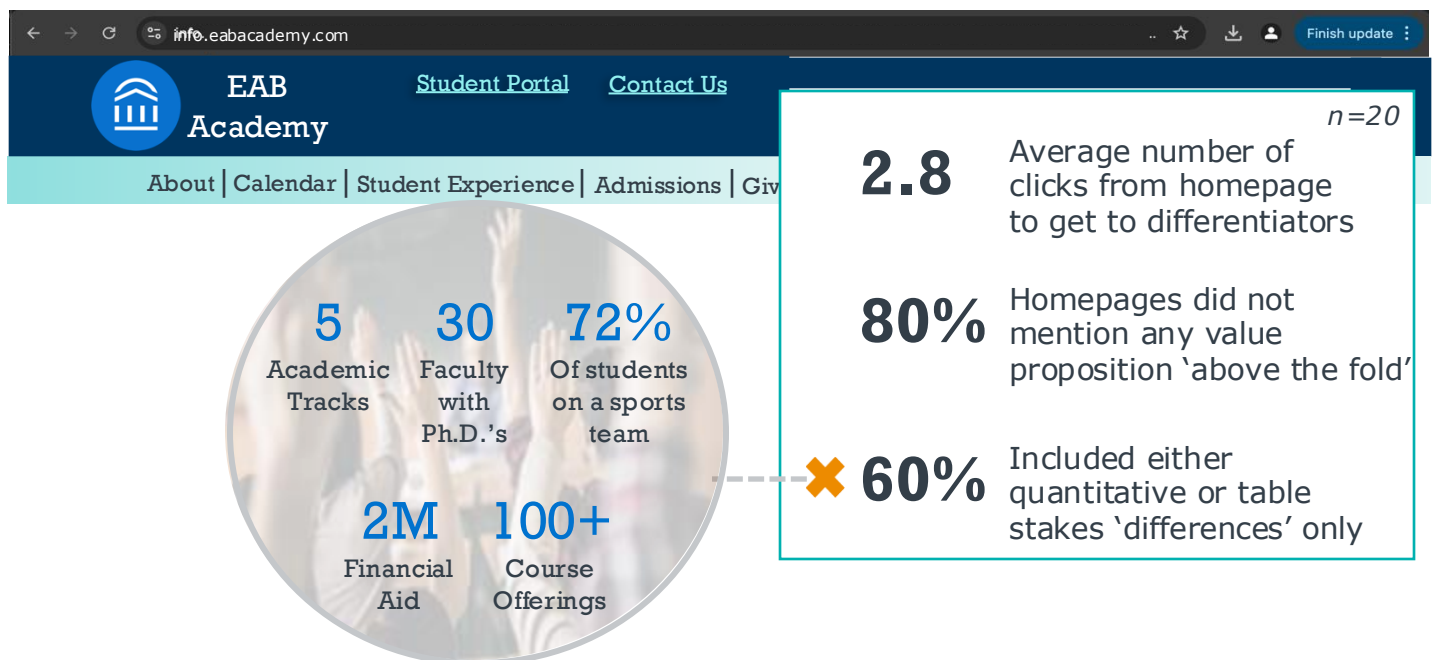 info.eabacademy.com
Finish update
EAB
Academy
Student Portal
Contact Us
About | Calendar | Student Experience | Admissions | Giv
5
Academic
Tracks
30
Faculty
with
Ph.D.’s
72%
Of students
on a sports
team
2M
Financial
Aid
100+
Course
Offerings
n=20
2.8
Average number of
clicks from homepage
to get to differentiators
80%
Homepages did not
mention any value
proposition ‘above the fold’
60%
Included either
quantitative or table
stakes ‘differences’ only